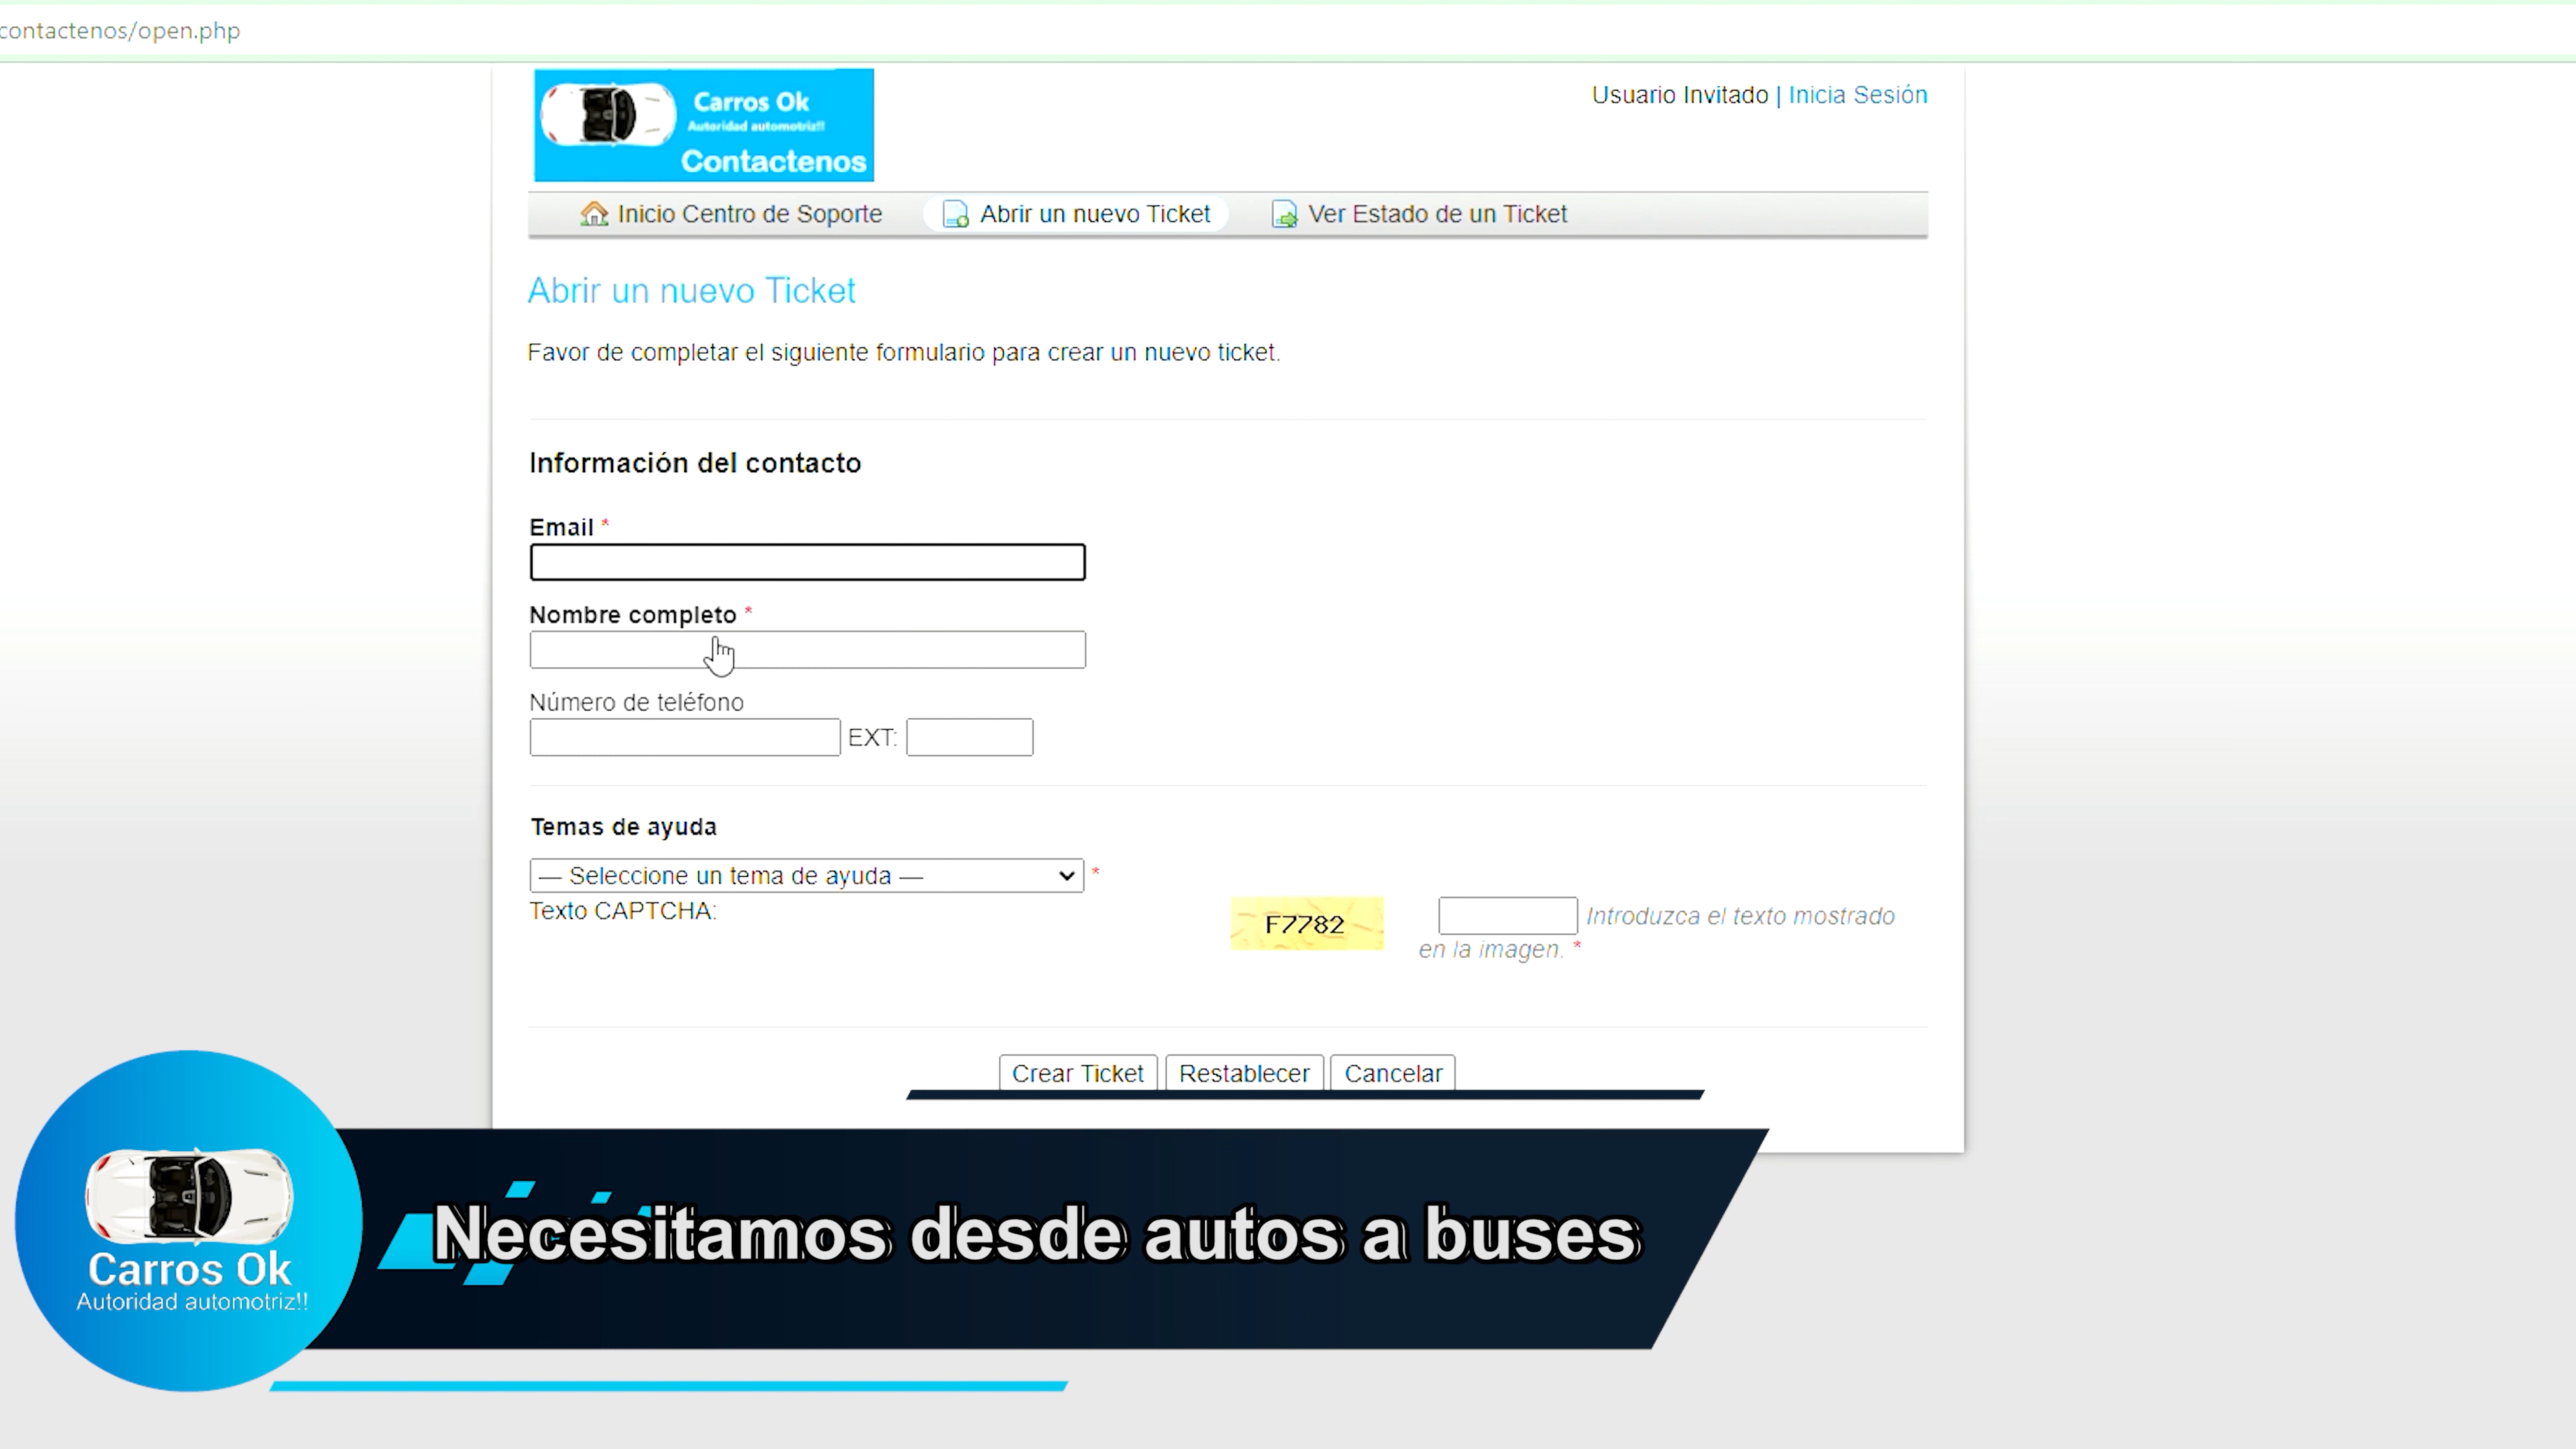 contactenos/open.php
Carros Ok
Autoridad automotriz!!
Contactenos
Usuario Invitado | Inicia Sesión
Inicio Centro de Soporte
Abrir un nuevo Ticket
Ver Estado de un Ticket
Abrir un nuevo Ticket
Favor de completar el siguiente formulario para crear un nuevo ticket.
Información del contacto
Email *
Nombre completo *
Número de teléfono
EXT:
Temas de ayuda
— Seleccione un tema de ayuda — *
Texto CAPTCHA:
F7782
Introduzca el texto mostrado
en la imagen. *
Crear Ticket
Restablecer
Cancelar
Necesitamos desde autos a buses
Carros Ok
Autoridad automotriz!!